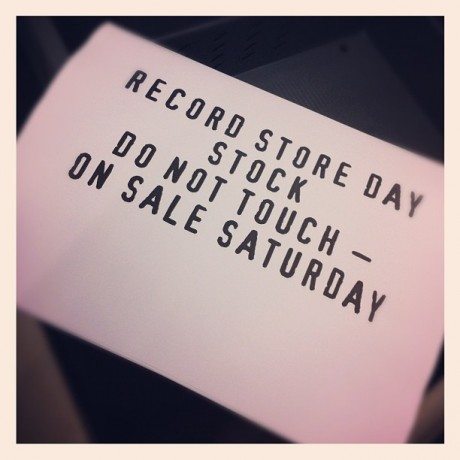 RECORD STORE DAY
STOCK
DO NOT TOUCH –
ON SALE SATURDAY